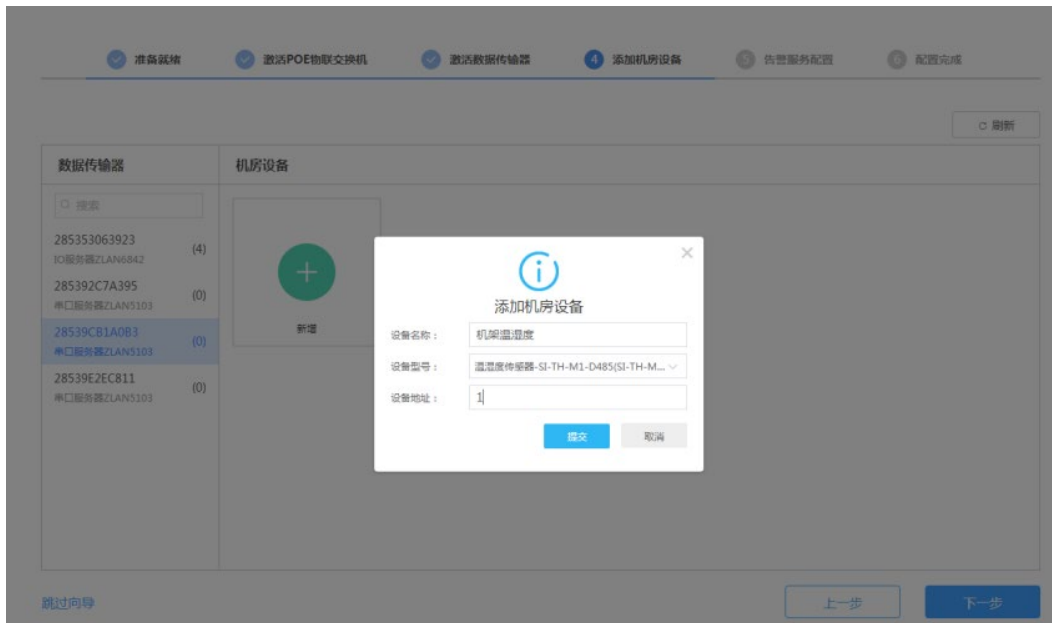 准备就绪
激活POE物联交换机
激活数据传输器
4 添加机房设备
5 告警服务配置
6 配置完成
刷新
数据传输器
机房设备
搜索
285353063923
(4)
IO服务器ZLAN6842
285392C7A395
(0)
串口服务器ZLAN5103
28539CB1A0B3
(0)
串口服务器ZLAN5103
28539E2EC811
(0)
串口服务器ZLAN5103
新增
添加机房设备
设备名称：
机架温湿度
设备型号：
温湿度传感器-SI-TH-M1-D485(SI-TH-M...
设备地址：
1
提交
取消
跳过向导
上一步
下一步